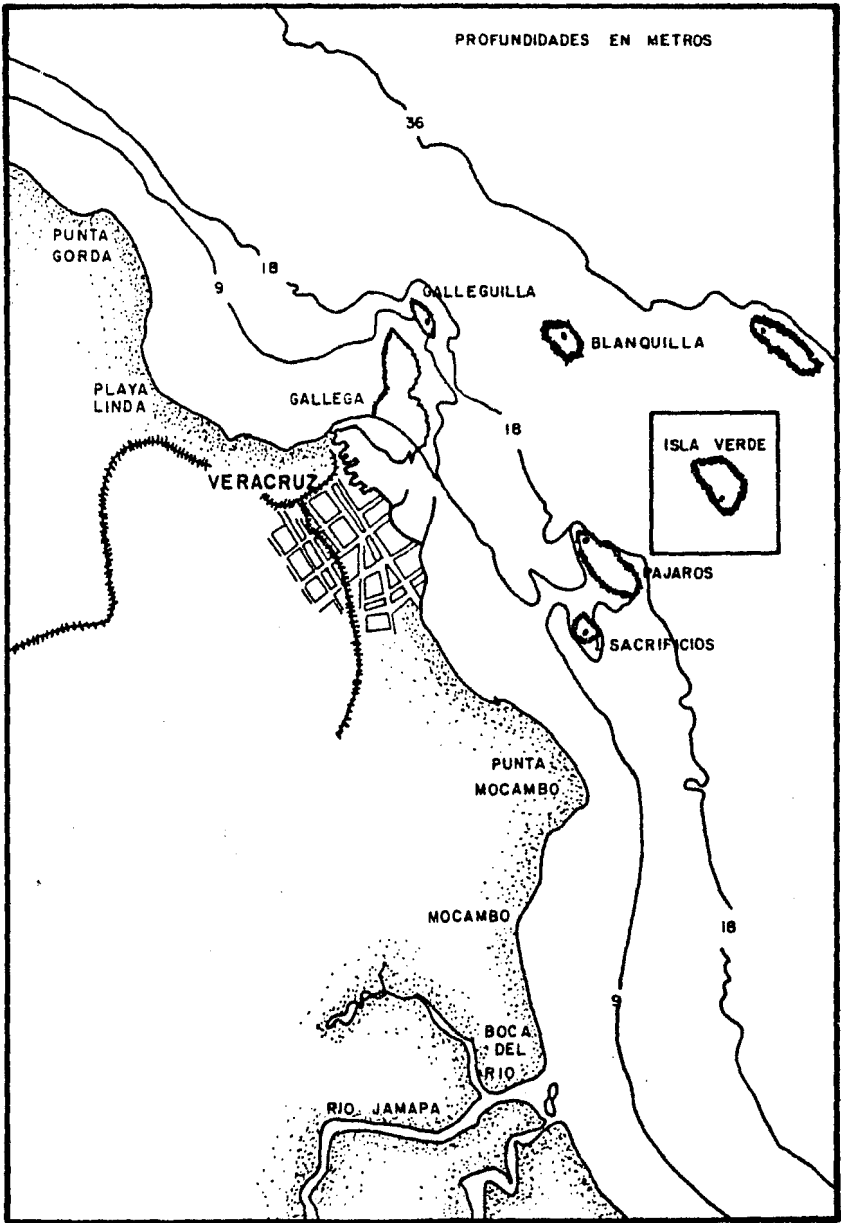 PROFUNDIDADES EN METROS
36
PUNTA
GORDA
18
9
GALLEGUILLA
BLANQUILLA
PLAYA
LINDA
GALLEGA
18
ISLA VERDE
VERACRUZ
PAJAROS
SACRIFICIOS
PUNTA
MOCAMBO
MOCAMBO
18
9
BOCA
DEL
RIO
RIO JAMAPA